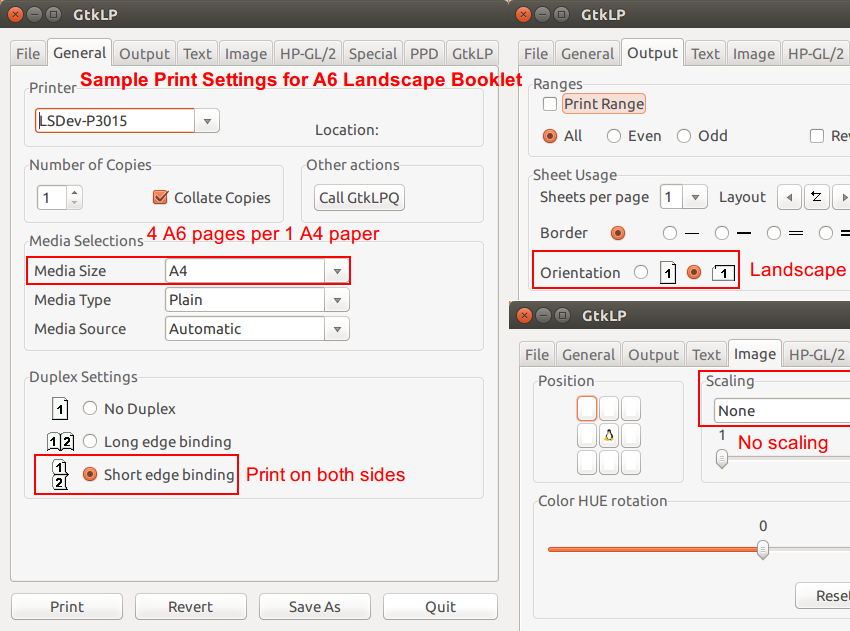 GtkLP
File General Output Text Image HP-GL/2 Special PPD GtkLP
Sample Print Settings for A6 Landscape Booklet
Printer
LSDev-P3015
Location:
Number of Copies
1
Collate Copies
Other actions
Call GtkLPQ
4 A6 pages per 1 A4 paper
Media Selections
Media Size A4
Media Type Plain
Media Source Automatic
Duplex Settings
1 No Duplex
1 2 Long edge binding
1 2 Short edge binding
Print on both sides
Print Revert Save As Quit
GtkLP
File General Output Text Image HP-GL/2
Ranges
Print Range
All Even Odd Rev
Sheet Usage
Sheets per page 1 Layout
Border
Orientation 1 1
Landscape
GtkLP
File General Output Text Image HP-GL/2
Position
Scaling
None
1
No scaling
Color HUE rotation
0
Reset